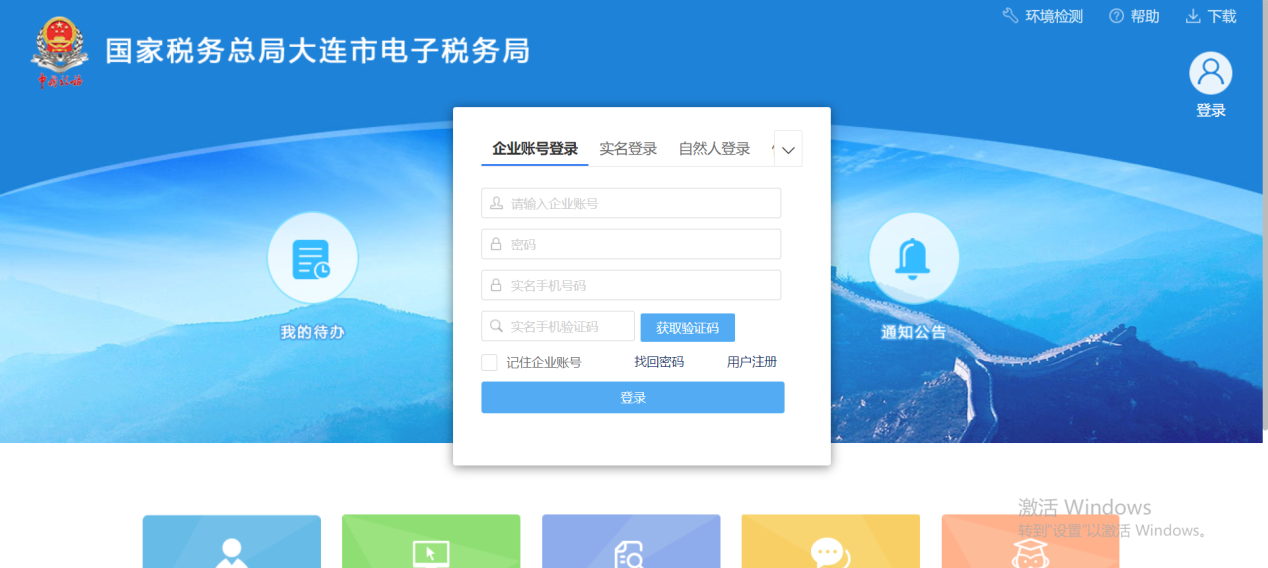 环境检测 帮助 下载
国家税务总局大连市电子税务局
中国税务
登录
企业账号登录 实名登录 自然人登录
请输入企业账号
密码
实名手机号码
实名手机验证码 获取验证码
记住企业账号 找回密码 用户注册
登录
我的待办
通知公告
激活 Windows
转到"设置"以激活 Windows。